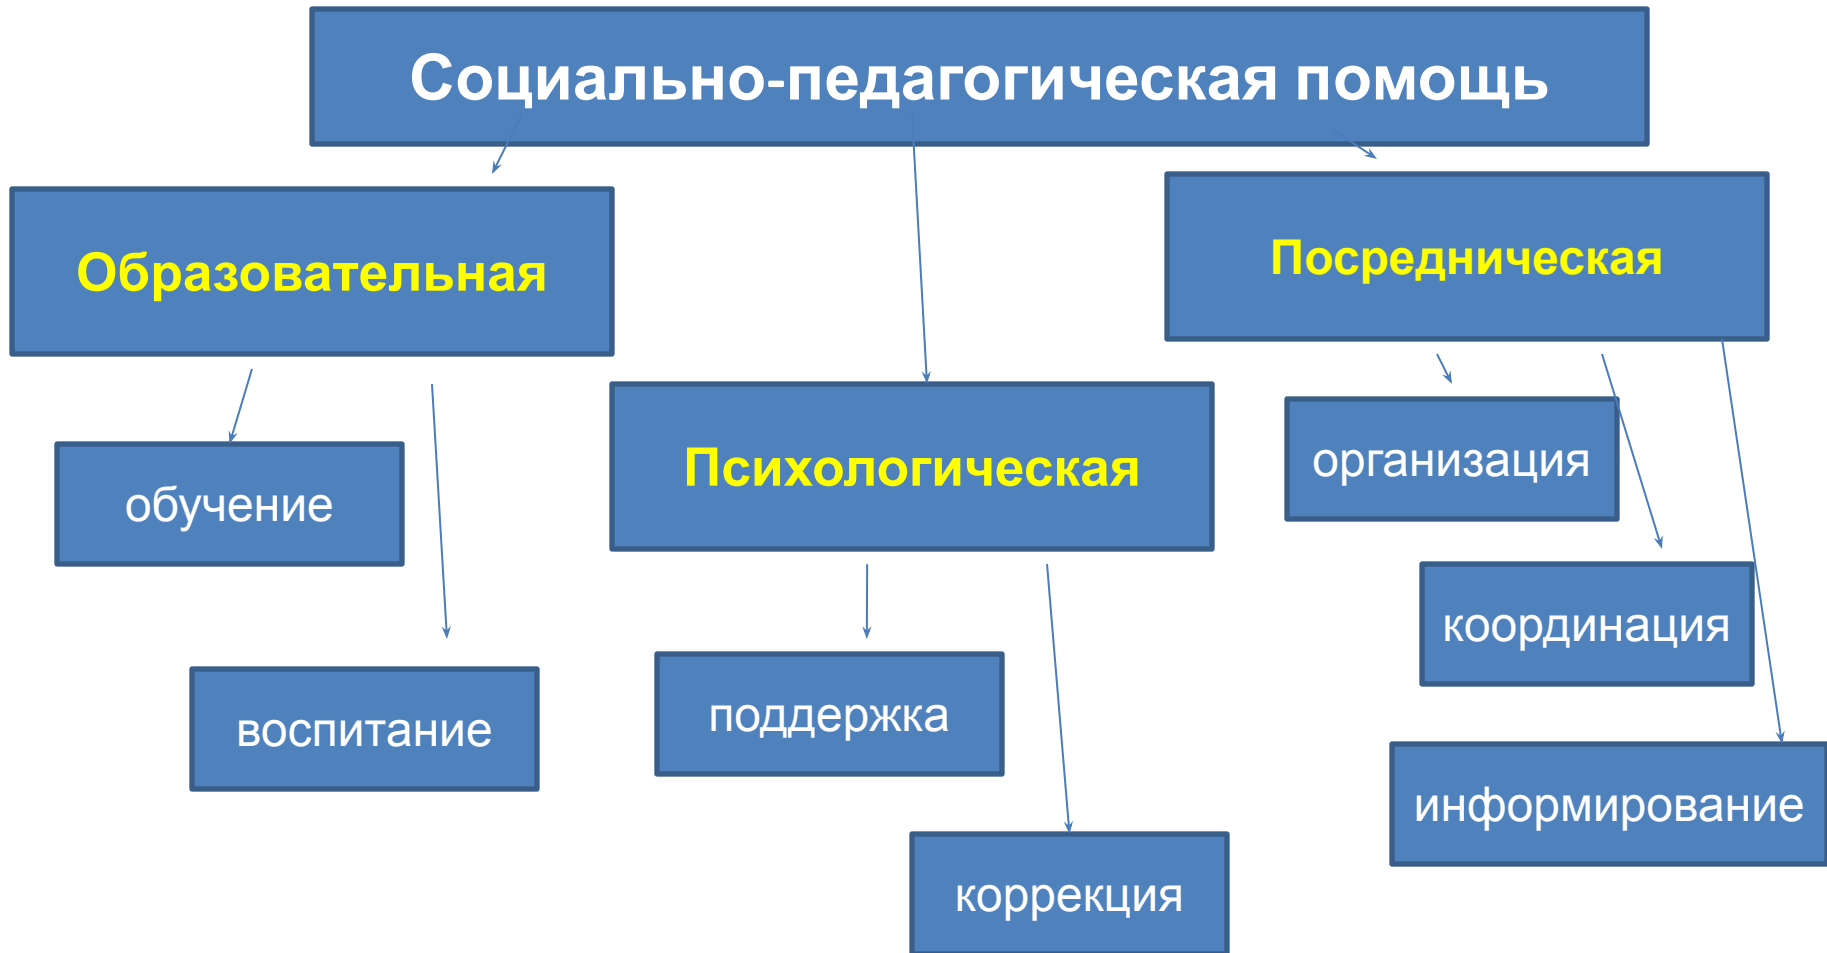 Социально-педагогическая помощь
Образовательная
Посредническая
Психологическая
обучение
организация
воспитание
поддержка
координация
информирование
коррекция